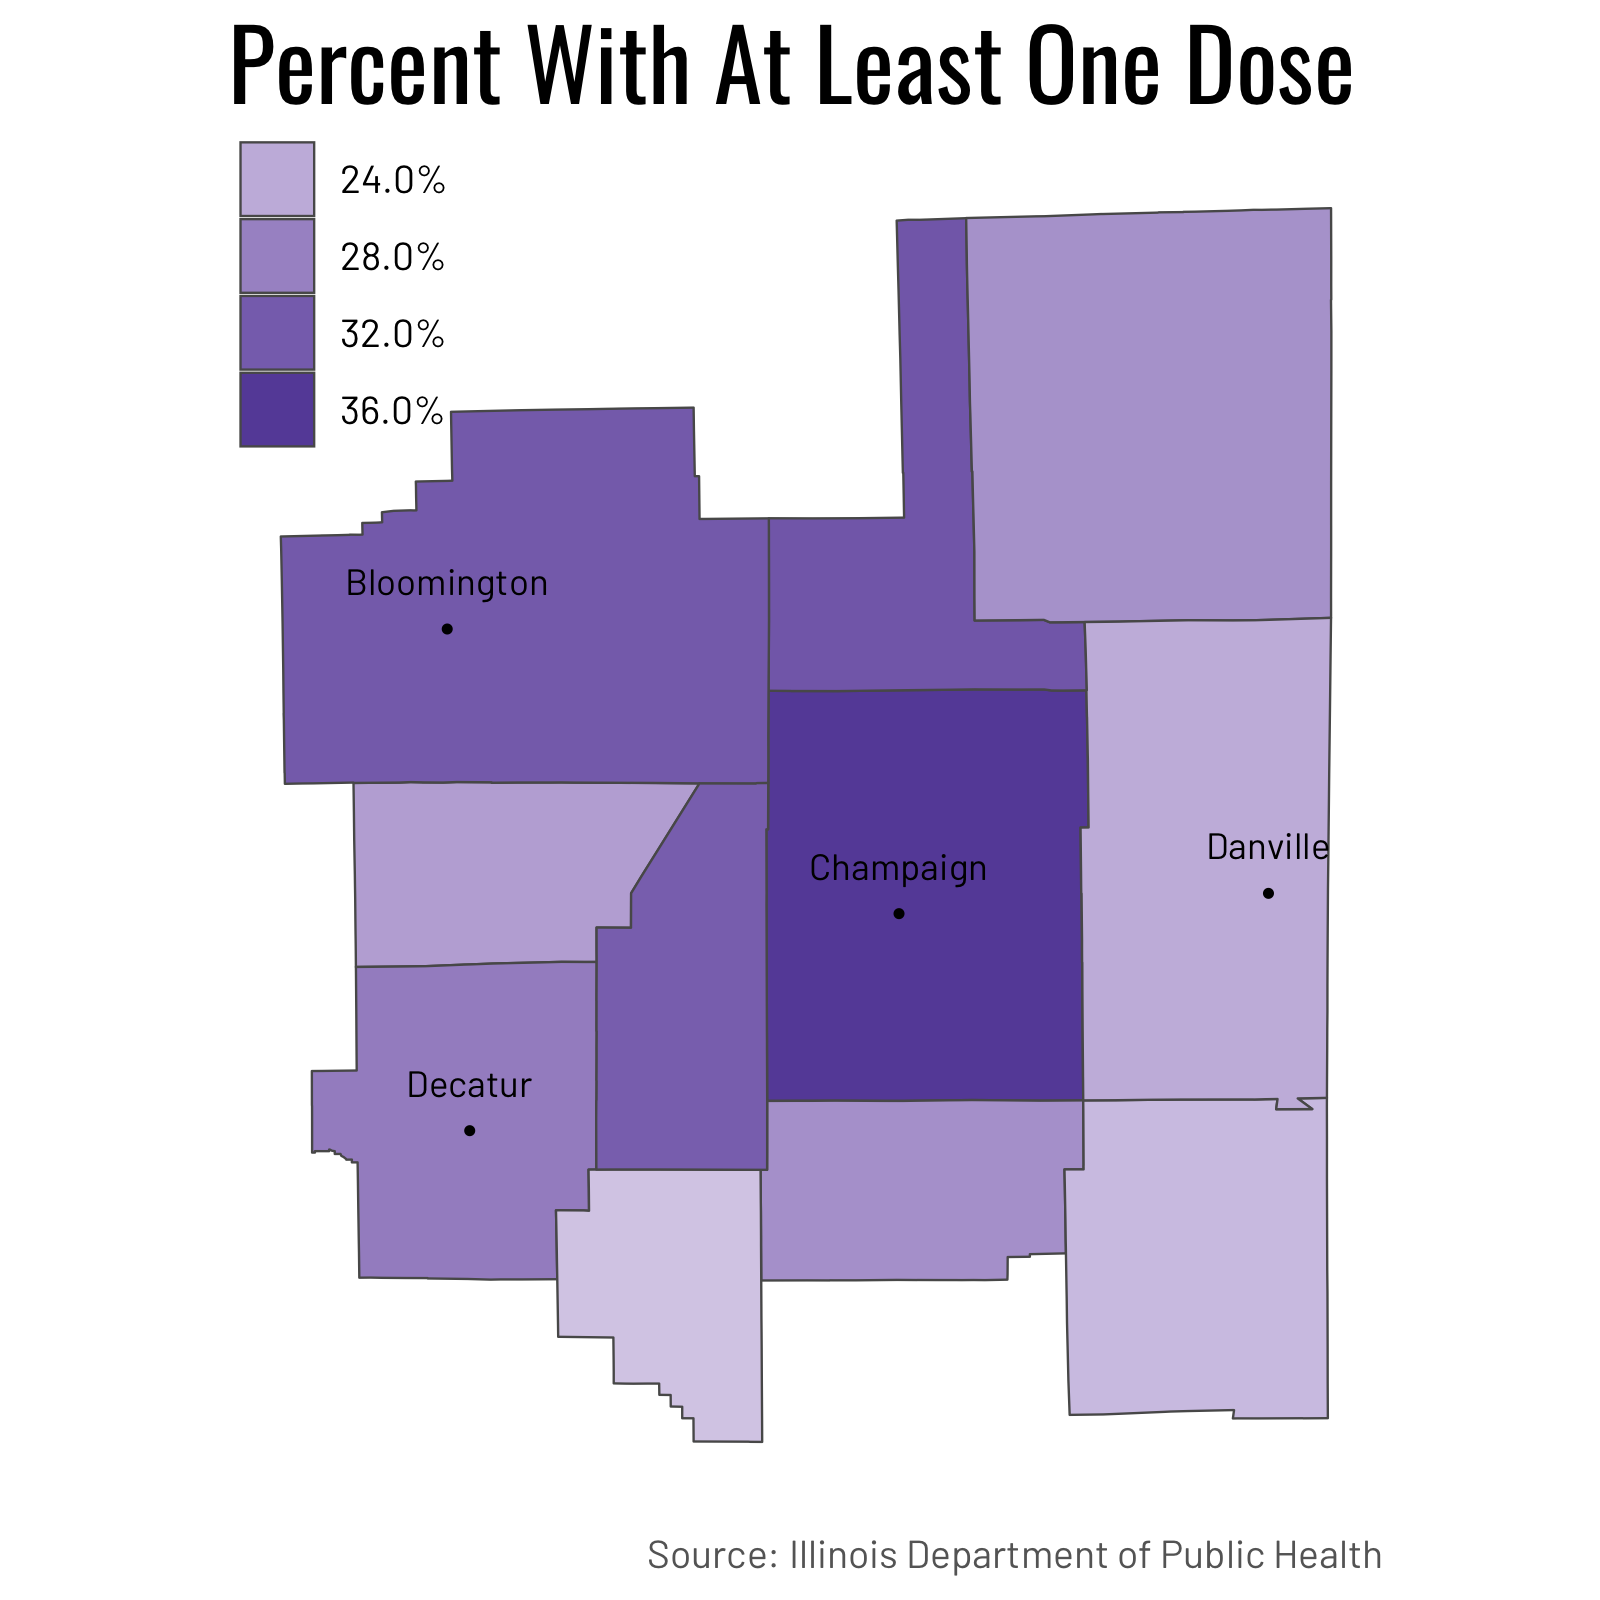 Percent With At Least One Dose
24.0%
28.0%
32.0%
36.0%
Bloomington
Danville
Champaign
Decatur
Source: Illinois Department of Public Health